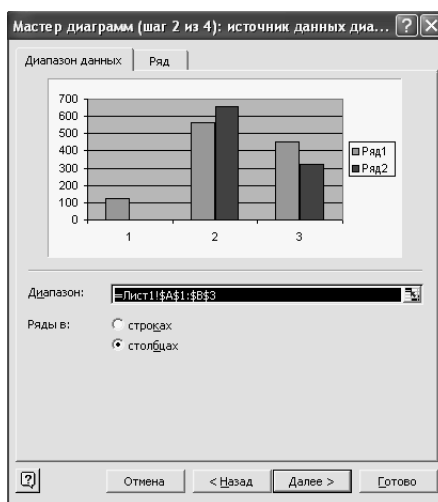 Мастер диаграмм (шаг 2 из 4): источник данных диа... ? X
Диапазон данных Ряд
700
600
500
400
300
200
100
0
1 2 3
Ряд1
Ряд2
Диапазон: =Лист1!$A$1:$B$3
Ряды в: строках
столбцах
? Отмена < Назад Далее > Готово